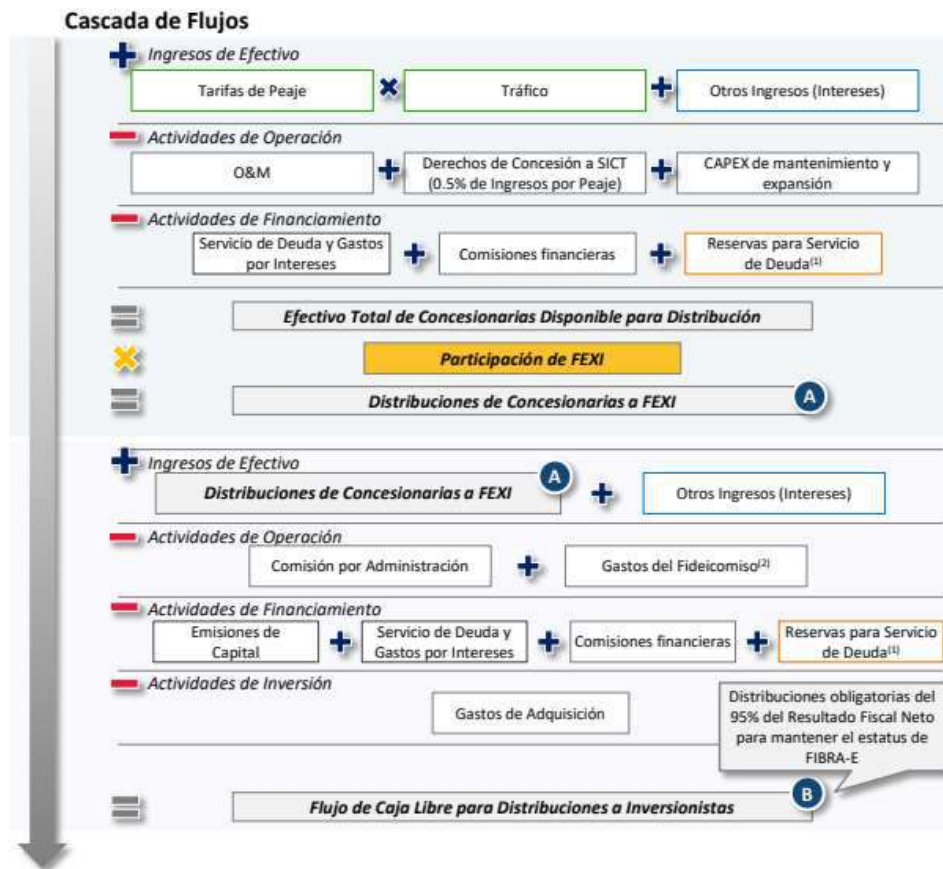 Cascada de Flujos
Ingresos de Efectivo
Tarifas de Peaje
Tráfico
Otros Ingresos (Intereses)
Actividades de Operación
O&M
Derechos de Concesión a SICT
(0.5% de Ingresos por Peaje)
CAPEX de mantenimiento y
expansión
Actividades de Financiamiento
Servicio de Deuda y Gastos
por Intereses
Comisiones financieras
Reservas para Servicio
de Deuda(1)
Efectivo Total de Concesionarias Disponible para Distribución
Participación de FEXI
Distribuciones de Concesionarias a FEXI
A
Ingresos de Efectivo
Distribuciones de Concesionarias a FEXI
A
Otros Ingresos (Intereses)
Actividades de Operación
Comisión por Administración
Gastos del Fideicomiso(2)
Actividades de Financiamiento
Emisiones de
Capital
Servicio de Deuda y
Gastos por Intereses
Comisiones financieras
Reservas para Servicio
de Deuda(1)
Actividades de Inversión
Gastos de Adquisición
Distribuciones obligatorias del
95% del Resultado Fiscal Neto
para mantener el estatus de
FIBRA-E
Flujo de Caja Libre para Distribuciones a Inversionistas
B